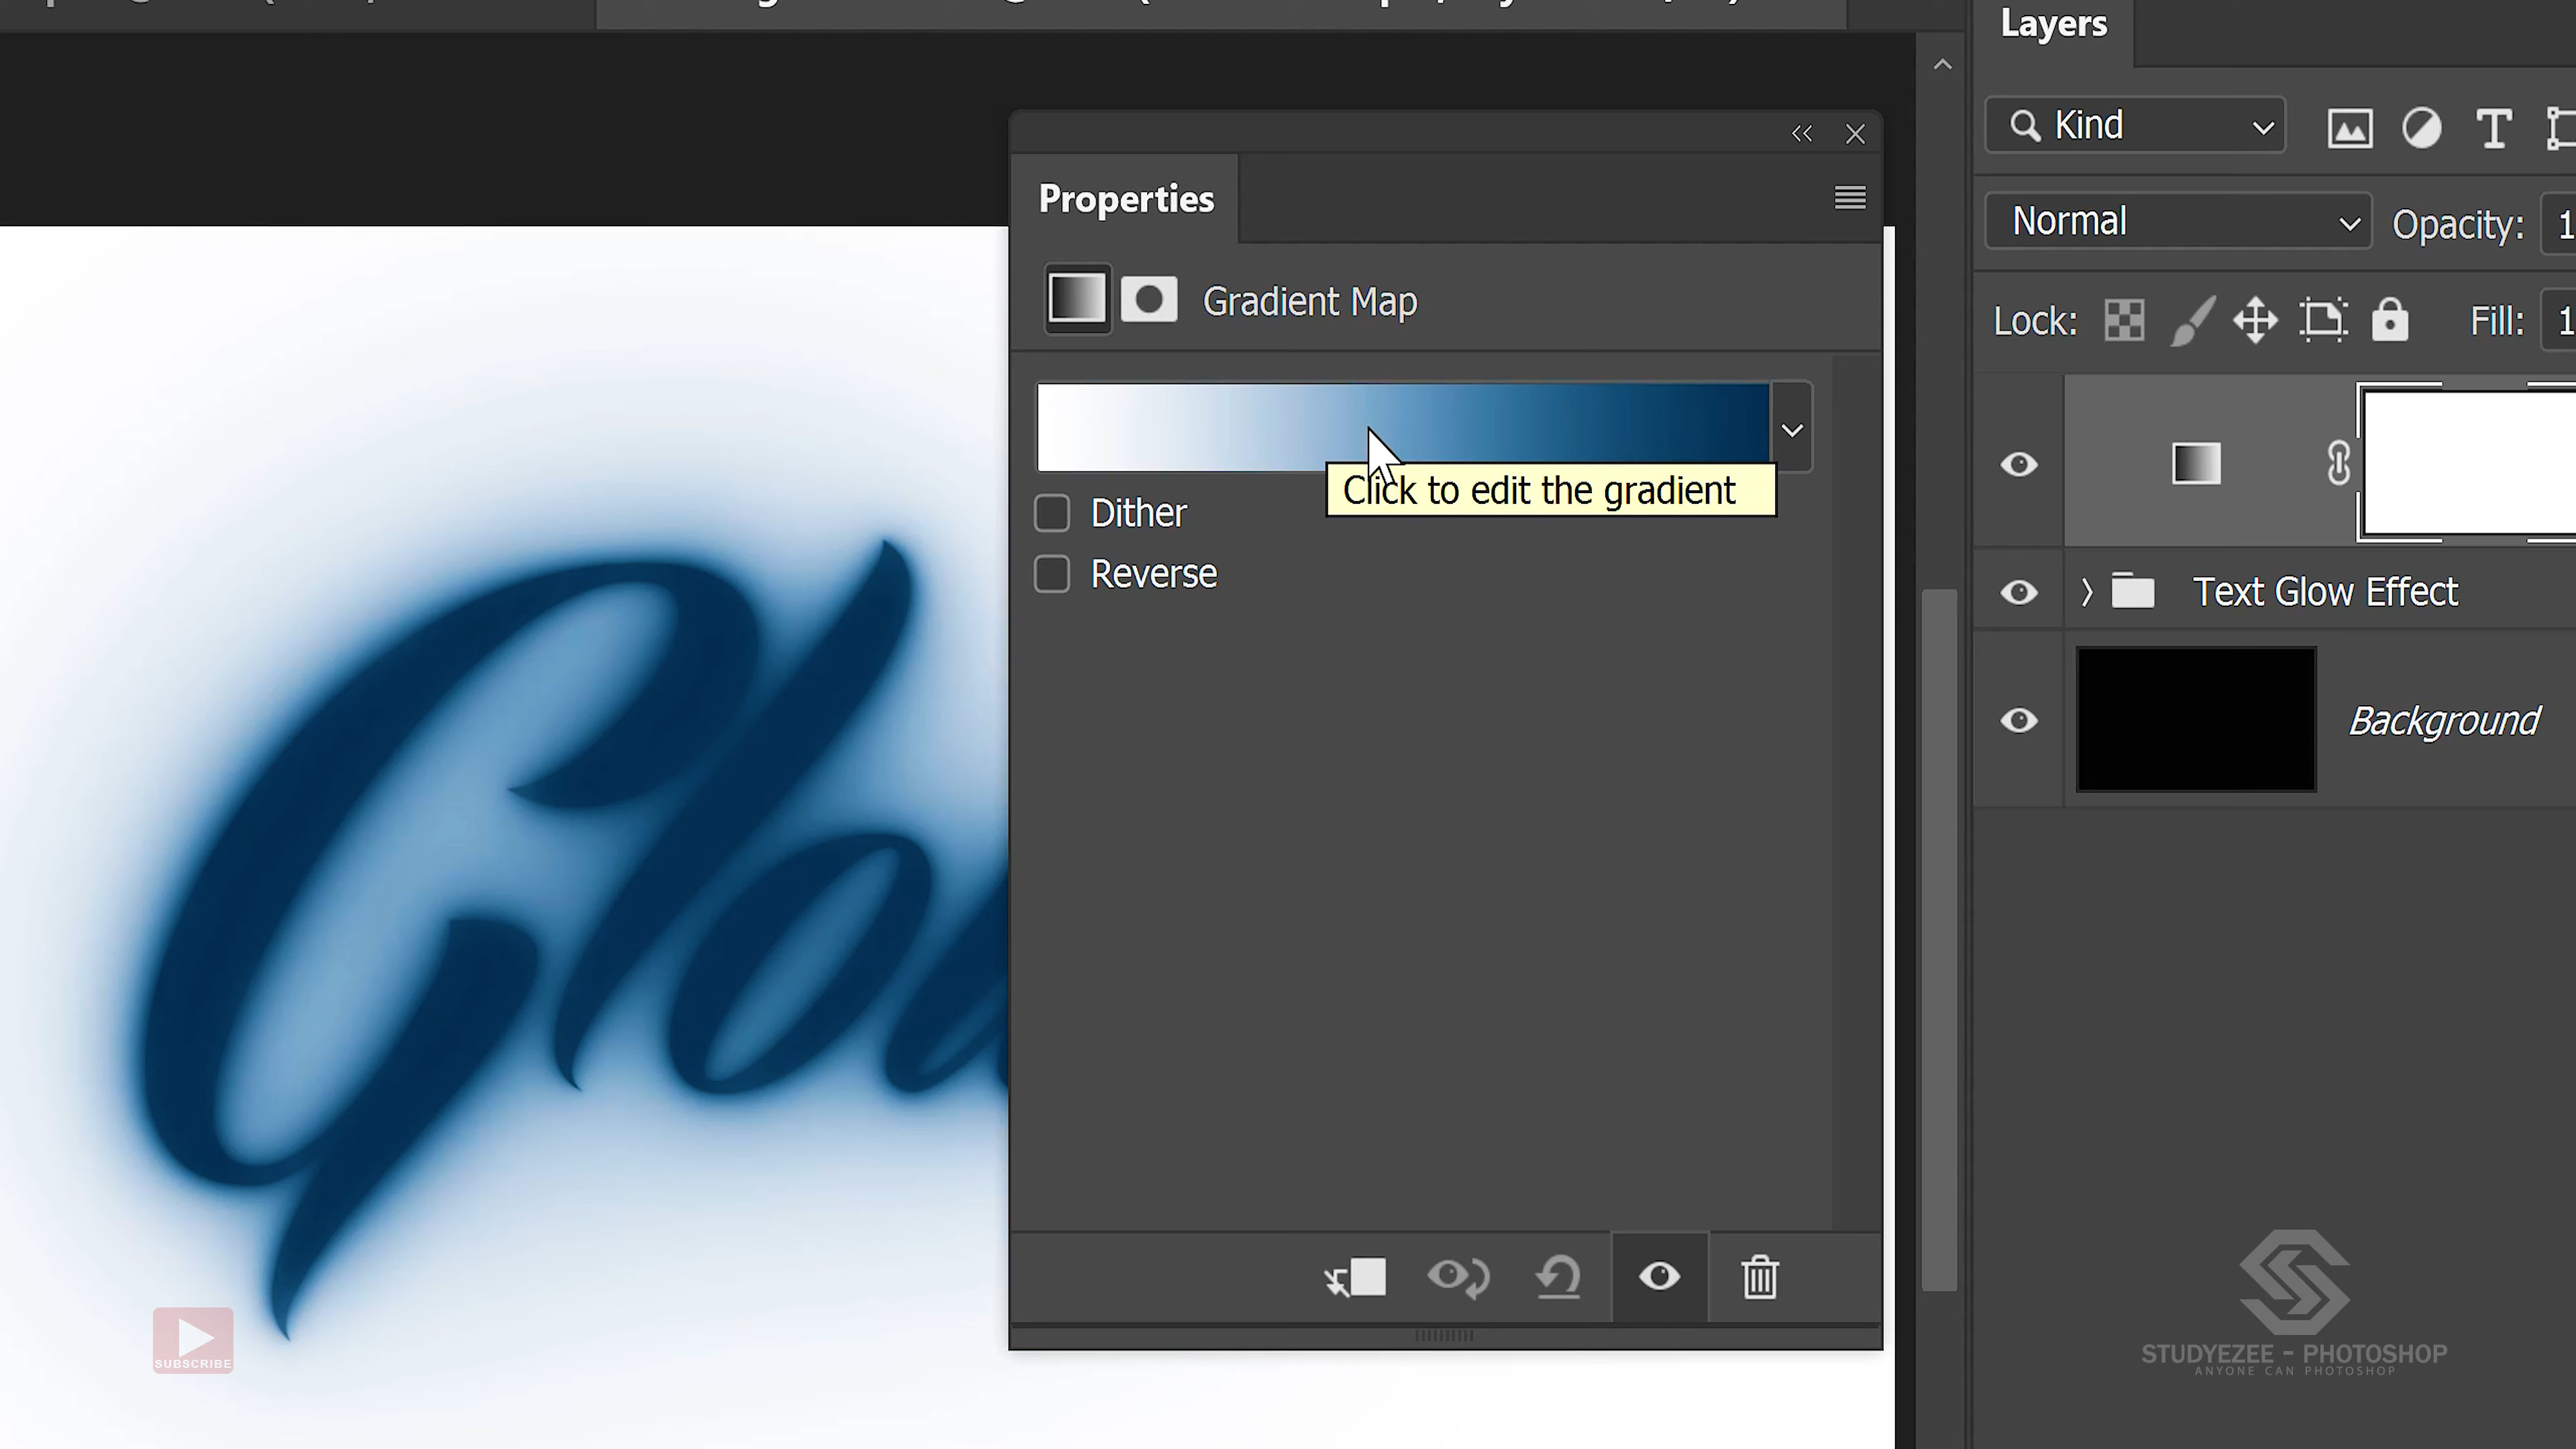 Layers
Kind
Properties
Normal
Opacity:
Gradient Map
Lock:
Fill:
Click to edit the gradient
Dither
Reverse
Text Glow Effect
Background
SUBSCRIBE
STUDYEZEE - PHOTOSHOP
ANYONE CAN PHOTOSHOP